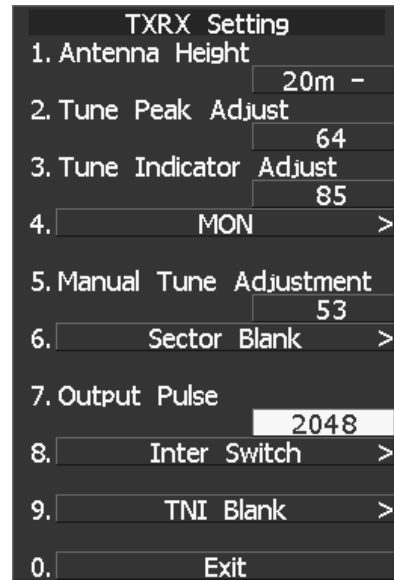 TXRX Setting
1. Antenna Height
20m -
2. Tune Peak Adjust
64
3. Tune Indicator Adjust
85
4. MON >
5. Manual Tune Adjustment
53
6. Sector Blank >
7. Output Pulse
2048
8. Inter Switch >
9. TNI Blank >
0. Exit